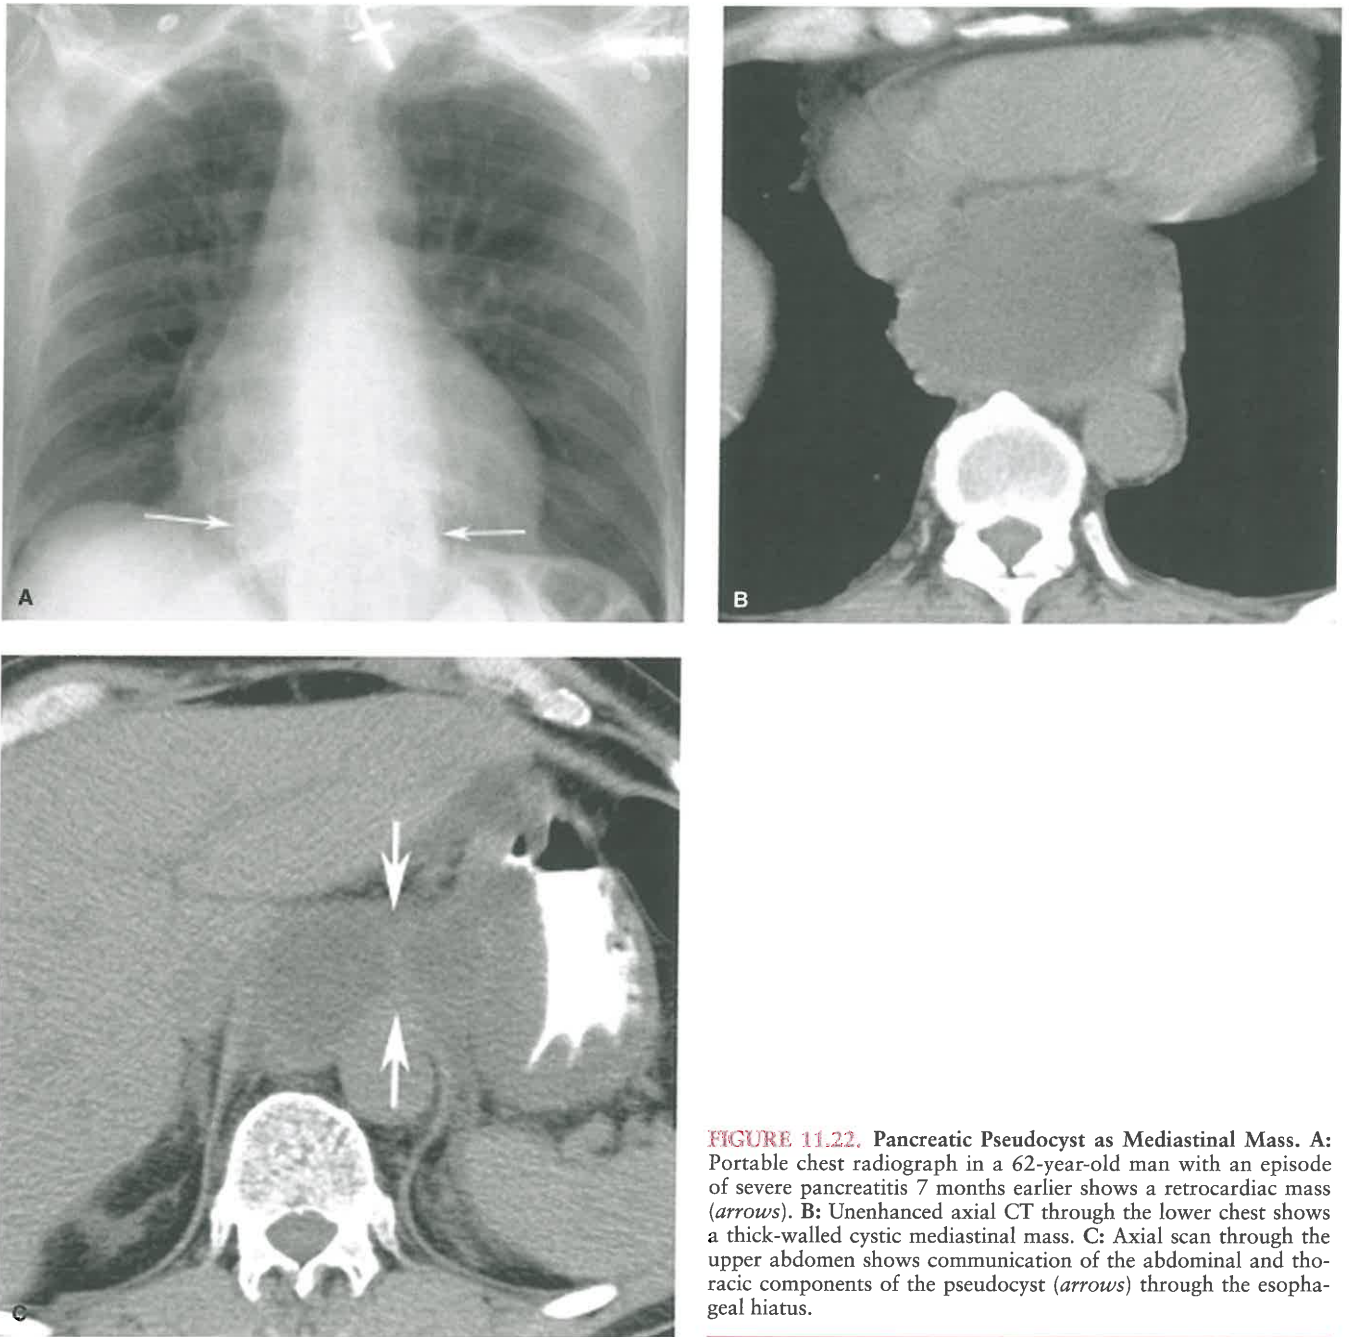 A
B
C
FIGURE 11.22. Pancreatic Pseudocyst as Mediastinal Mass. A:
Portable chest radiograph in a 62-year-old man with an episode
of severe pancreatitis 7 months earlier shows a retrocardiac mass
(arrows). B: Unenhanced axial CT through the lower chest shows
a thick-walled cystic mediastinal mass. C: Axial scan through the
upper abdomen shows communication of the abdominal and tho-
racic components of the pseudocyst (arrows) through the esopha-
geal hiatus.